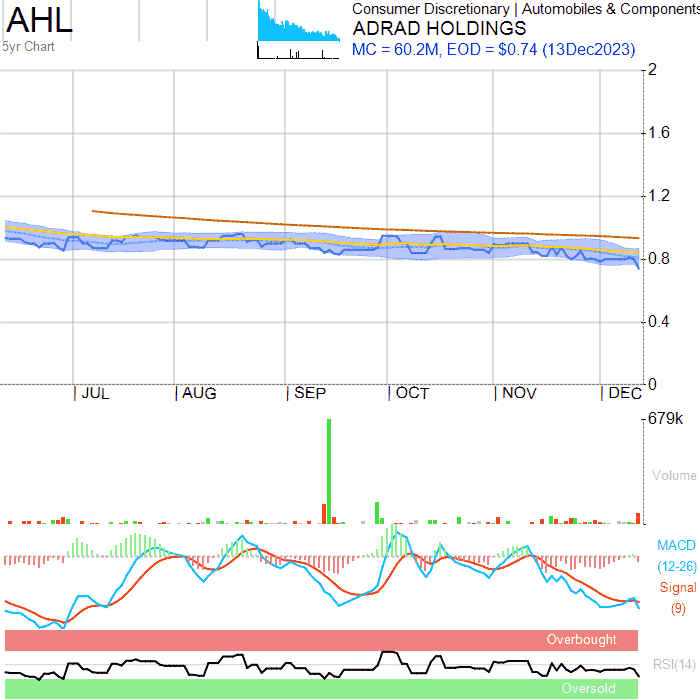 AHL
5yr Chart
Consumer Discretionary | Automobiles & Components
ADRAD HOLDINGS
MC = 60.2M, EOD = $0.74 (13Dec2023)
2
1.6
1.2
0.8
0.4
0
| JUL | AUG | SEP | OCT | NOV | DEC
679k
Volume
MACD
(12-26)
Signal
(9)
Overbought
RSI(14)
Oversold